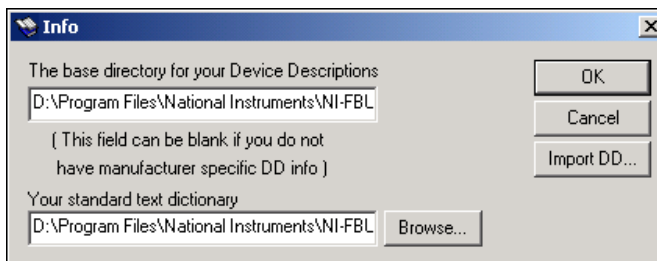 Info
The base directory for your Device Descriptions
OK
D:\Program Files\National Instruments\NI-FBL
Cancel
( This field can be blank if you do not
have manufacturer specific DD info )
Import DD...
Your standard text dictionary
D:\Program Files\National Instruments\NI-FBL
Browse...